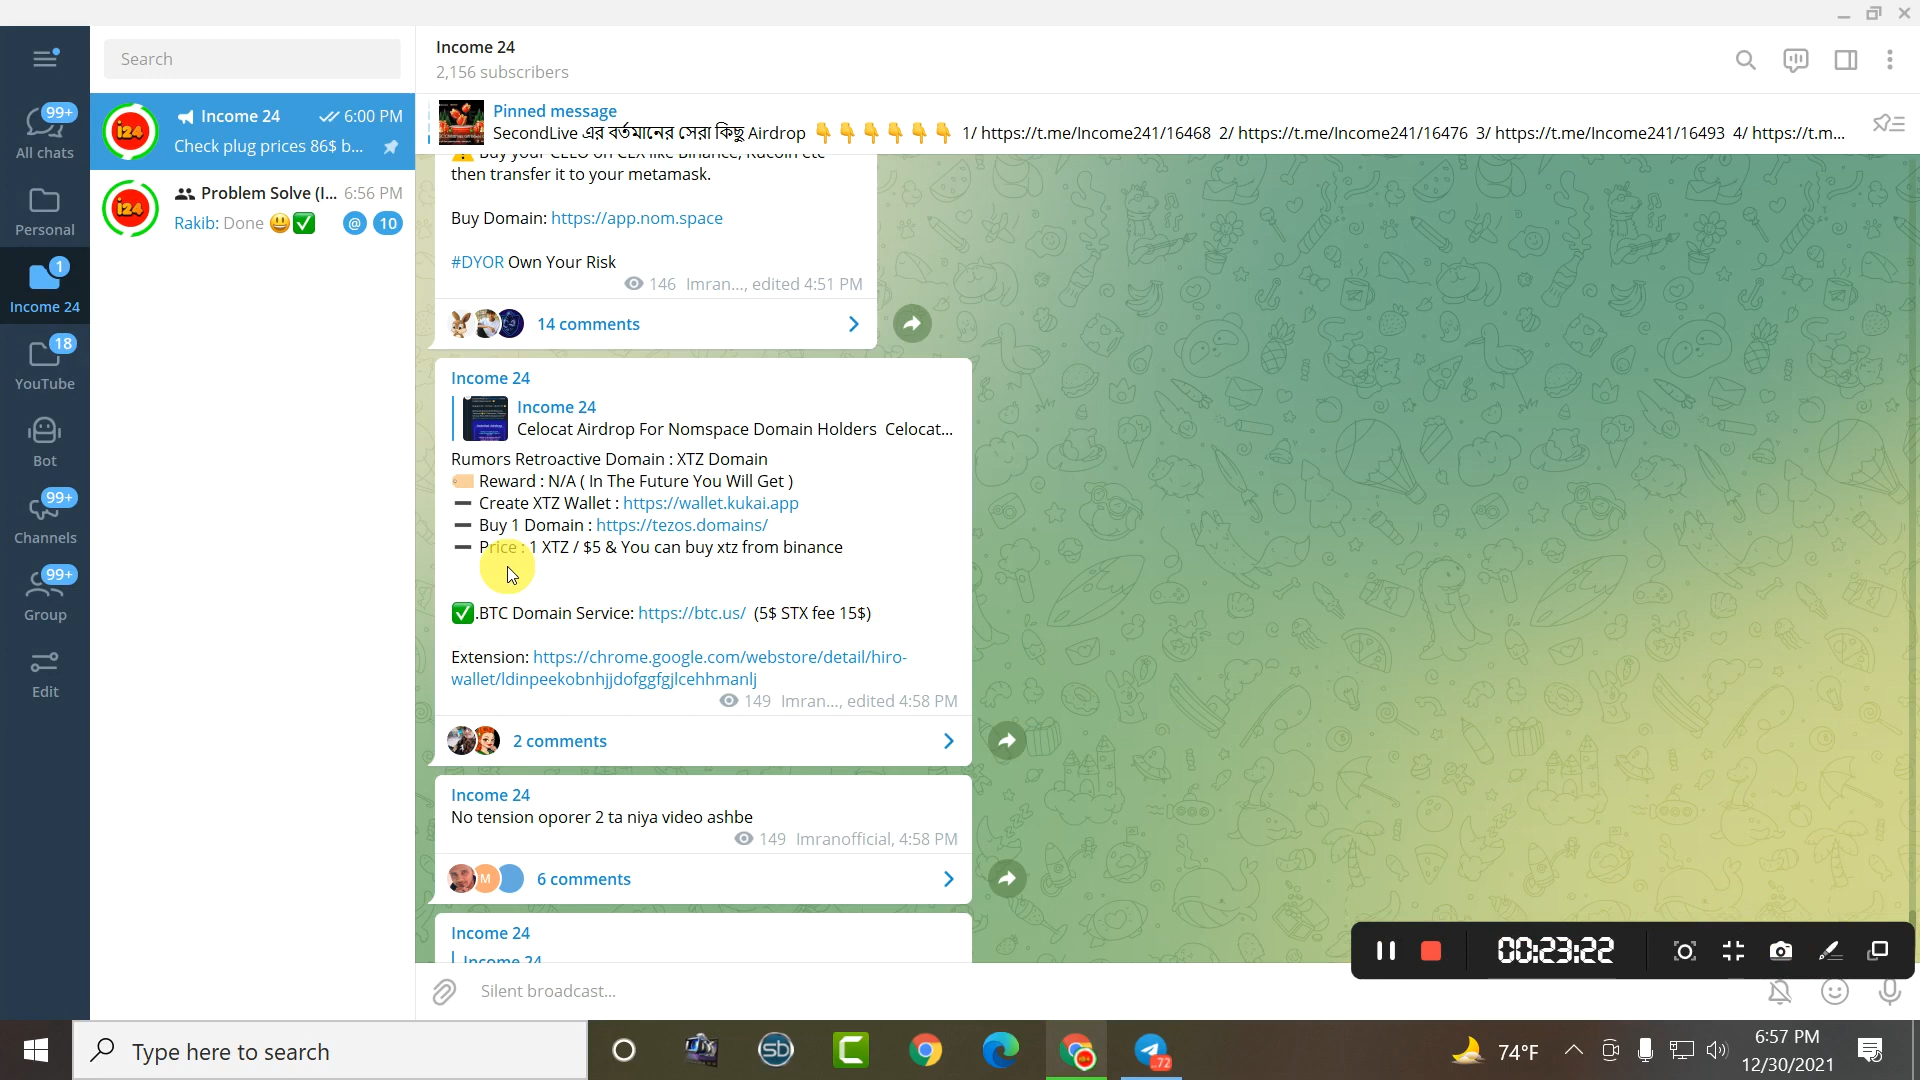 Search
Income 24
2,156 subscribers
Pinned message
SecondLive এর বর্তমানের সেরা কিছু Airdrop 👇👇👇👇👇👇 1/ https://t.me/Income241/16468 2/ https://t.me/Income241/16476 3/ https://t.me/Income241/16493 4/ https://t.m...
99+
All chats
Personal
1
Income 24
18
YouTube
Bot
99+
Channels
99+
Group
Edit
i24
Income 24 6:00 PM
Check plug prices 86$ b...
i24
Problem Solve (I... 6:56 PM
Rakib: Done 😃✅ @ 10
⚠ Buy your CELO on CEX like Binance, Kucoin etc
then transfer it to your metamask.
Buy Domain: https://app.nom.space
#DYOR Own Your Risk
146 Imran..., edited 4:51 PM
14 comments
Income 24
Income 24
Celocat Airdrop For Nomspace Domain Holders Celocat...
Rumors Retroactive Domain : XTZ Domain
Reward : N/A ( In The Future You Will Get )
➖ Create XTZ Wallet : https://wallet.kukai.app
➖ Buy 1 Domain : https://tezos.domains/
➖ Price : 1 XTZ / $5 & You can buy xtz from binance
✅.BTC Domain Service: https://btc.us/ (5$ STX fee 15$)
Extension: https://chrome.google.com/webstore/detail/hiro-
wallet/ldinpeekobnhjjdofggfgjlcehhmanlj
149 Imran..., edited 4:58 PM
2 comments
Income 24
No tension oporer 2 ta niya video ashbe
149 Imranofficial, 4:58 PM
M
6 comments
Income 24
Income 24
Silent broadcast...
00:23:22
Type here to search
72
74°F
6:57 PM
12/30/2021